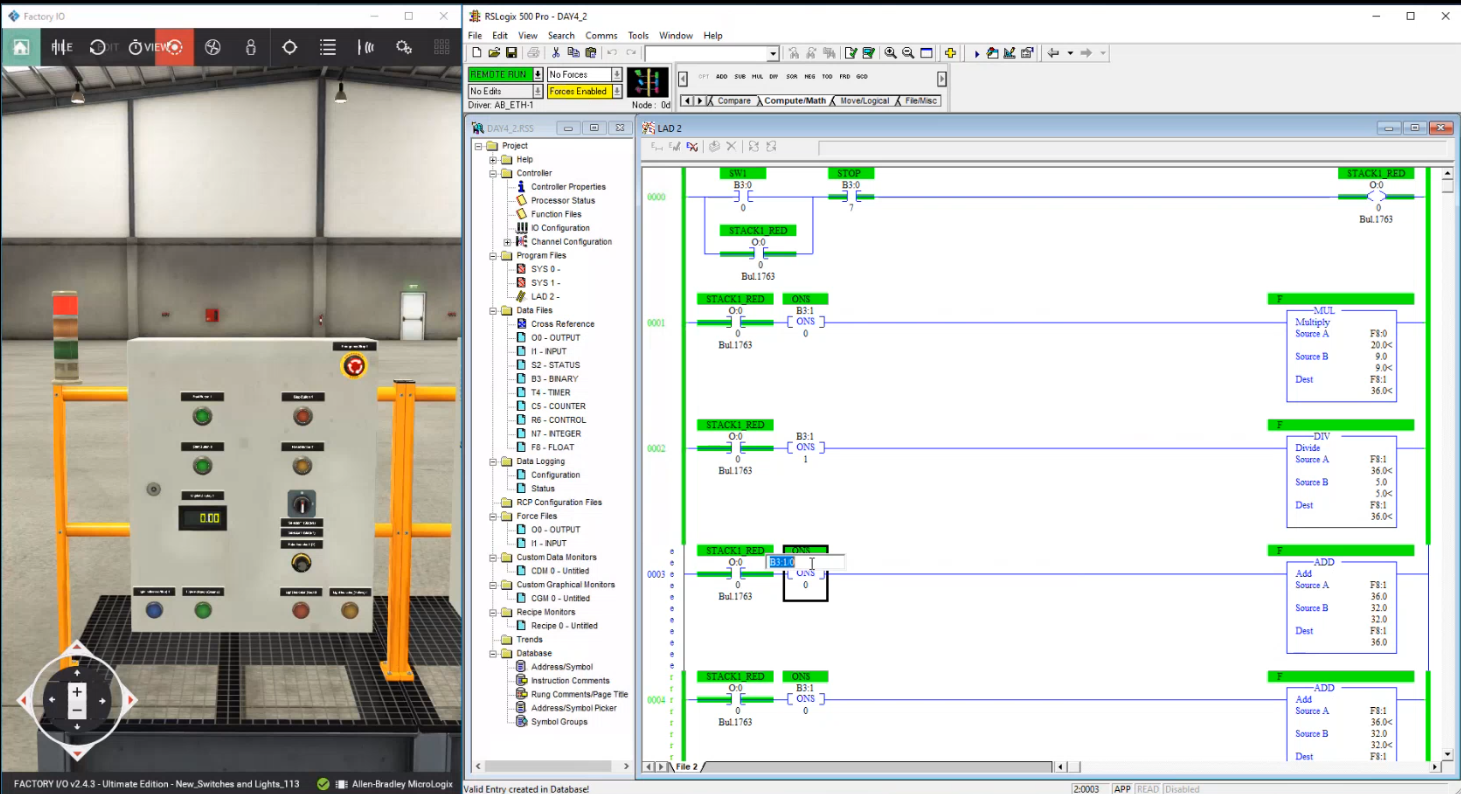 Factory IO
FILE EDIT VIEW
0.00
FACTORY I/O v2.4.3 - Ultimate Edition - New_Switches and Lights_113
Allen-Bradley MicroLogix
RSLogix 500 Pro - DAY4_2
File Edit View Search Comms Tools Window Help
REMOTE RUN No Forces
No Edits Forces Enabled
Driver: AB_ETH-1 Node : 0d
CPT ADD SUB MUL DIV SQR NEG TOD FRD GCD
Compare Compute/Math Move/Logical File/Misc
DAY4_2.RSS
Project
Help
Controller
Controller Properties
Processor Status
Function Files
IO Configuration
Channel Configuration
Program Files
SYS 0 -
SYS 1 -
LAD 2 -
Data Files
Cross Reference
O0 - OUTPUT
I1 - INPUT
S2 - STATUS
B3 - BINARY
T4 - TIMER
C5 - COUNTER
R6 - CONTROL
N7 - INTEGER
F8 - FLOAT
Data Logging
Configuration
Status
RCP Configuration Files
Force Files
O0 - OUTPUT
I1 - INPUT
Custom Data Monitors
CDM 0 - Untitled
Custom Graphical Monitors
CGM 0 - Untitled
Recipe Monitors
Recipe 0 - Untitled
Trends
Database
Address/Symbol
Instruction Comments
Rung Comments/Page Title
Address/Symbol Picker
Symbol Groups
LAD 2
SW1 STOP STACK1_RED
B3:0 B3:0 O:0
0000
0 7 0
Bul.1763
STACK1_RED
O:0
0
Bul.1763
STACK1_RED ONS F
O:0 B3:1 MUL
0001 ONS Multiply
0 0 Source A F8:0
Bul.1763 20.0<
Source B 9.0
9.0<
Dest F8:1
36.0<
STACK1_RED F
O:0 B3:1 DIV
0002 ONS Divide
0 1 Source A F8:1
Bul.1763 36.0<
Source B 5.0
5.0<
Dest F8:1
36.0<
e STACK1_RED ONS F
e O:0 B3:1/0 ADD
0003 e ONS Add
e 0 0 Source A F8:1
e Bul.1763 36.0
e Source B 32.0
e 32.0
e Dest F8:1
e 36.0
e
r STACK1_RED ONS F
r O:0 B3:1 ADD
0004 r ONS Add
r 0 0 Source A F8:1
r Bul.1763 36.0<
r Source B 32.0
r 32.0<
r Dest F8:1
File 2
Valid Entry created in Database!
2:0003 APP READ Disabled